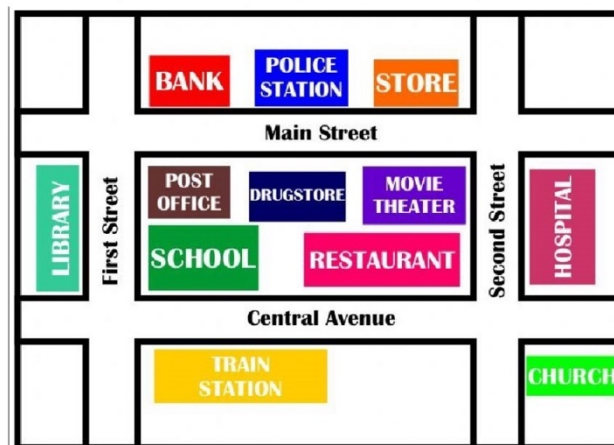 BANK
POLICE
STATION
STORE
Main Street
LIBRARY
First Street
POST
OFFICE
DRUGSTORE
MOVIE
THEATER
Second Street
HOSPITAL
SCHOOL
RESTAURANT
Central Avenue
TRAIN
STATION
CHURCH